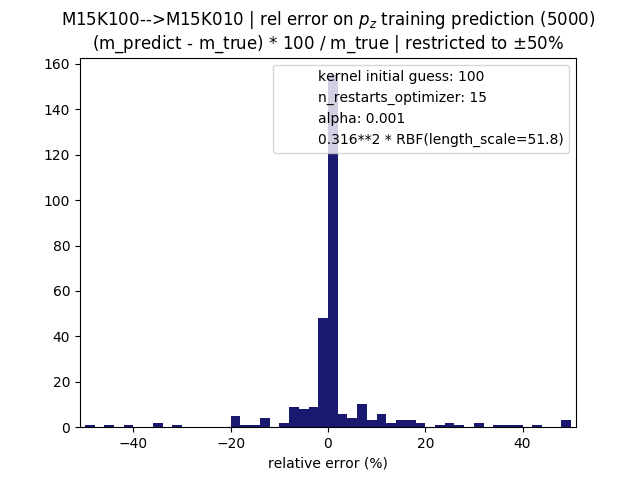 M15K100-->M15K010 | rel error on p_z training prediction (5000)
(m_predict - m_true) * 100 / m_true | restricted to ±50%
kernel initial guess: 100
n_restarts_optimizer: 15
alpha: 0.001
0.316**2 * RBF(length_scale=51.8)
160
140
120
100
80
60
40
20
0
−40 −20 0 20 40
relative error (%)